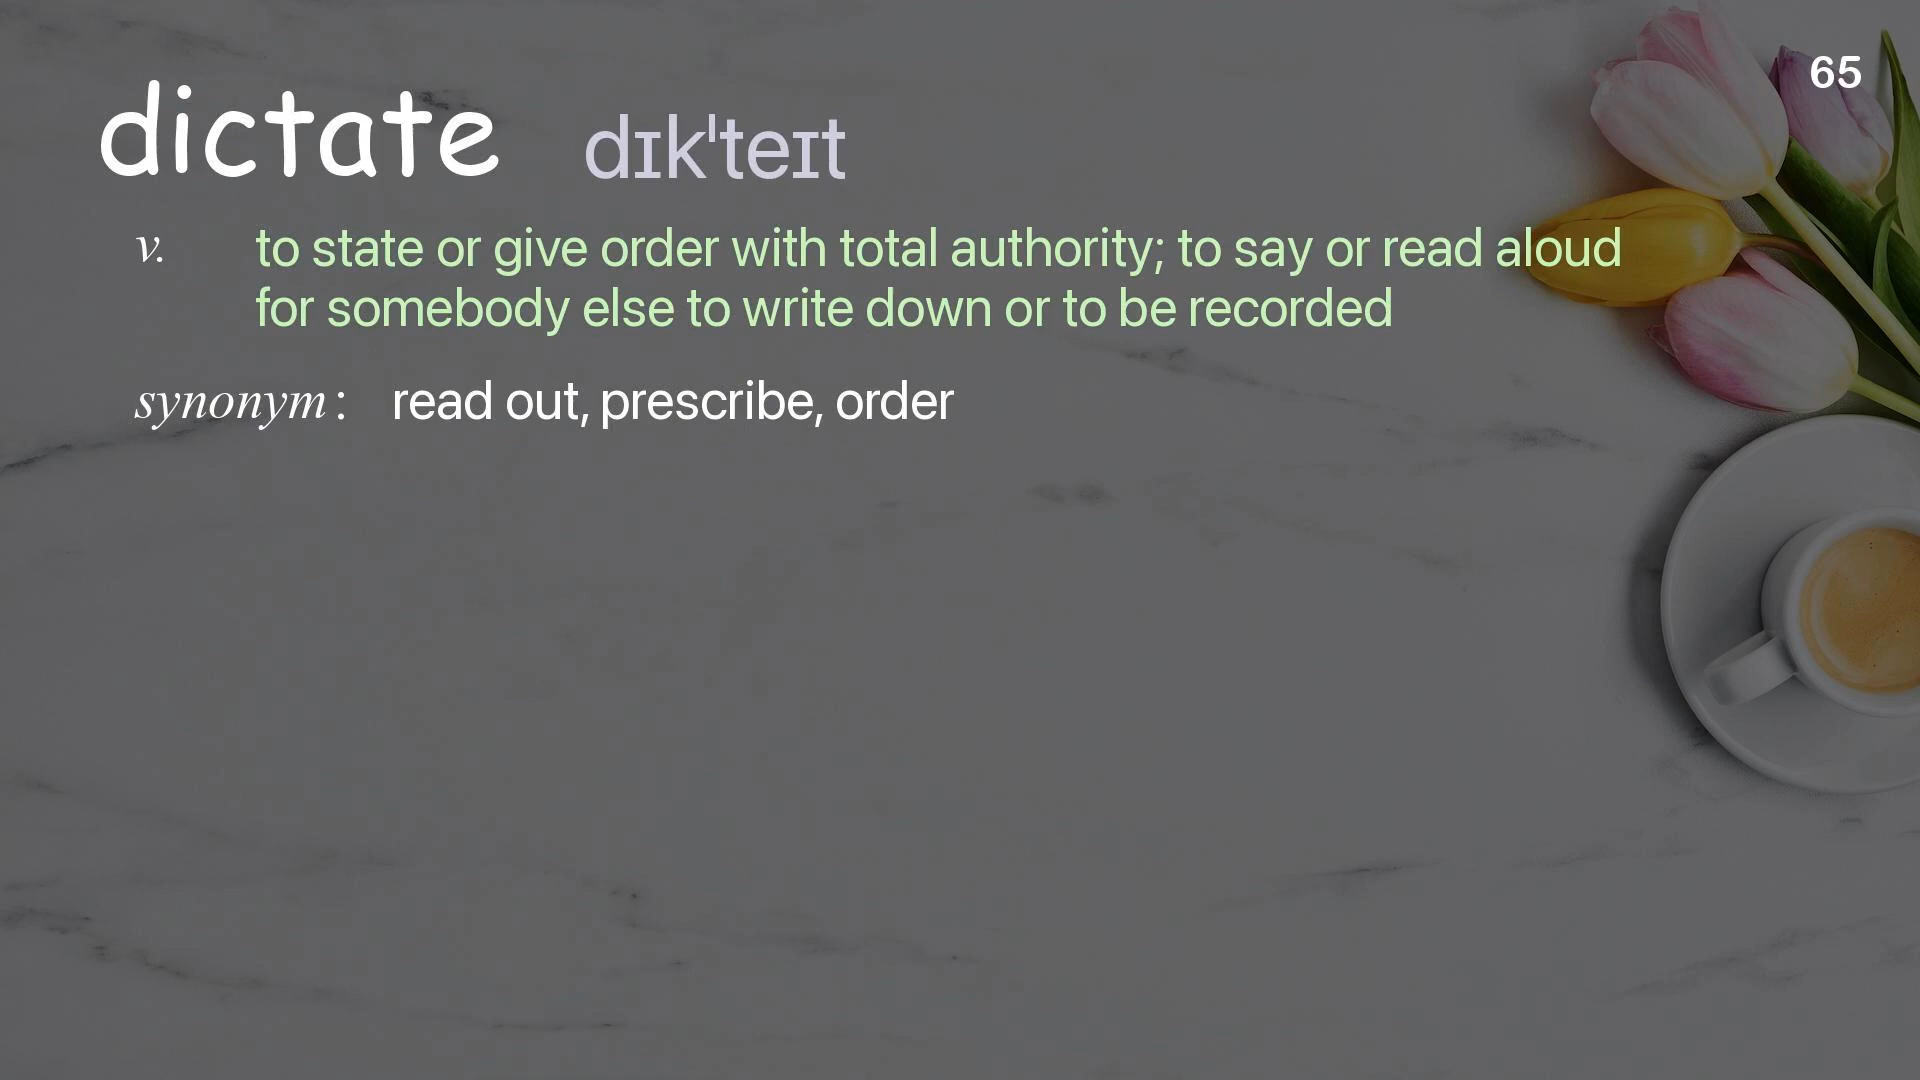 65
dictate dɪkˈteɪt
v. to state or give order with total authority; to say or read aloud
for somebody else to write down or to be recorded
synonym: read out, prescribe, order